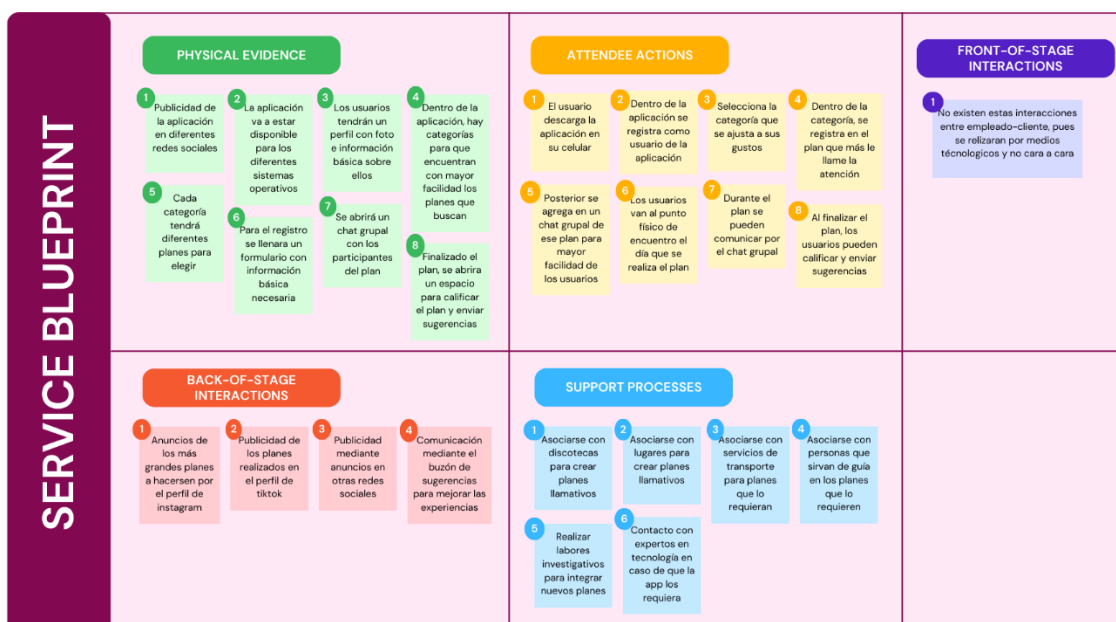 SERVICE BLUEPRINT
PHYSICAL EVIDENCE
1
Publicidad de
la aplicación
en diferentes
redes sociales
2
La aplicación
va a estar
disponible
para los
diferentes
sistemas
operativos
3
Los usuarios
tendrán un
perfil con foto
e información
básica sobre
ellos
4
Dentro de la
aplicación, hay
categorías
para que
encuentran
con mayor
facilidad los
planes que
buscan
5
Cada
categoría
tendrá
diferentes
planes para
elegir
6
Para el registro
se llenara un
formulario con
información
básica
necesaria
7
Se abrirá un
chat grupal
con los
participantes
del plan
8
Finalizado el
plan, se abrira
un espacio
para calificar
el plan y enviar
sugerencias
ATTENDEE ACTIONS
1
El usuario
descarga la
aplicación en
su celular
2
Dentro de la
aplicación se
registra como
usuario de la
aplicación
3
Selecciona la
categoría que
se ajusta a sus
gustos
4
Dentro de la
categoría, se
registra en el
plan que más le
llame la
atención
5
Posterior se
agrega en un
chat grupal de
ese plan para
mayor
facilidad de
los usuarios
6
Los usuarios
van al punto
físico de
encuentro el
día que se
realiza el plan
7
Durante el
plan se
pueden
comunicar por
el chat grupal
8
Al finalizar el
plan, los
usuarios pueden
calificar y enviar
sugerencias
FRONT-OF-STAGE
INTERACTIONS
1
No existen estas interacciones
entre empleado-cliente, pues
se relizaran por medios
técnologicos y no cara a
cara
BACK-OF-STAGE
INTERACTIONS
1
Anuncios de
los más
grandes planes
a hacersen por
el perfil de
instagram
2
Publicidad de
los planes
realizados en
el perfil de
tiktok
3
Publicidad
mediante
anuncios en
otras redes
sociales
4
Comunicación
mediante el
buzón de
sugerencias
para mejorar las
experiencias
SUPPORT PROCESSES
1
Asociarse con
discotecas
para crear
planes
llamativos
2
Asociarse con
lugares para
crear planes
llamativos
3
Asociarse con
servicios de
transporte
para planes
que lo
requieran
4
Asociarse con
personas que
sirvan de guía
en los planes
que lo
requieren
5
Realizar
labores
investigativos
para integrar
nuevos planes
6
Contacto con
expertos en
tecnología en
caso de que la
app los
requiera